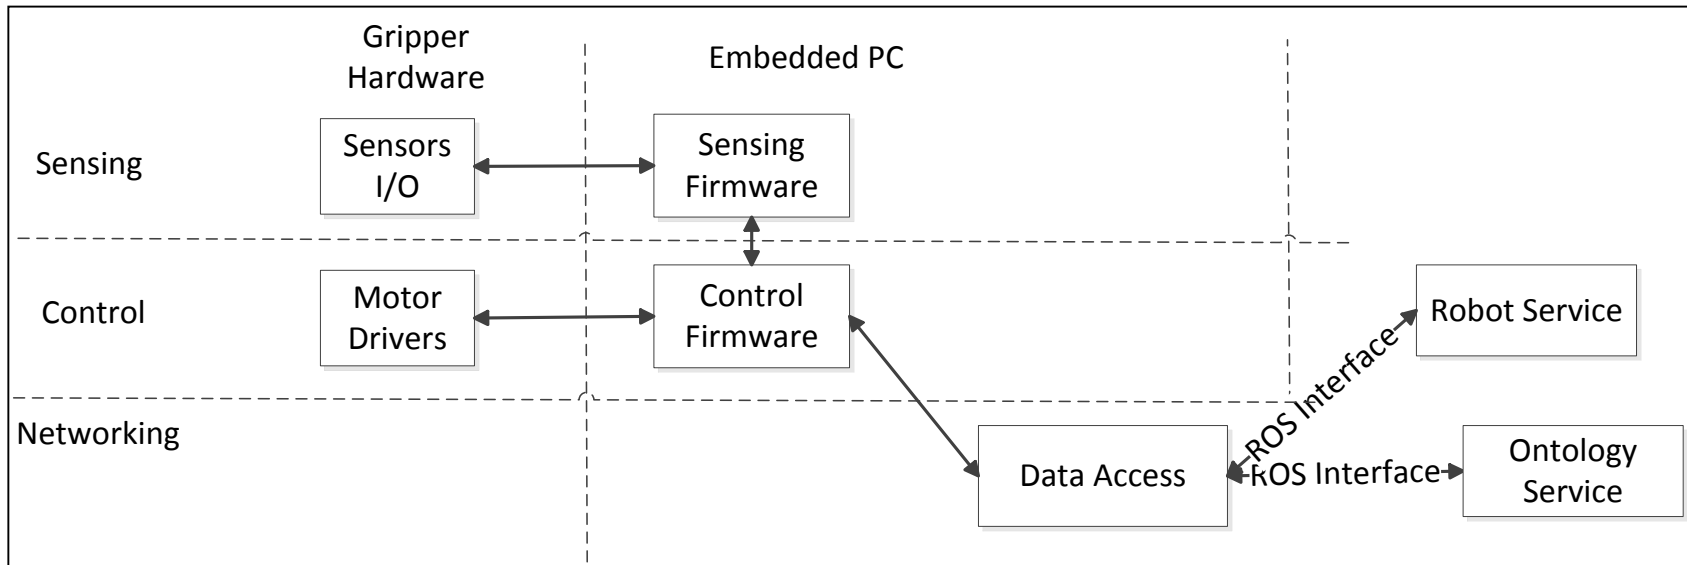 Gripper
Hardware
Embedded PC
Sensing
Sensors
I/O
Sensing
Firmware
Control
Motor
Drivers
Control
Firmware
Robot Service
ROS Interface
Networking
Data Access
ROS Interface
Ontology
Service